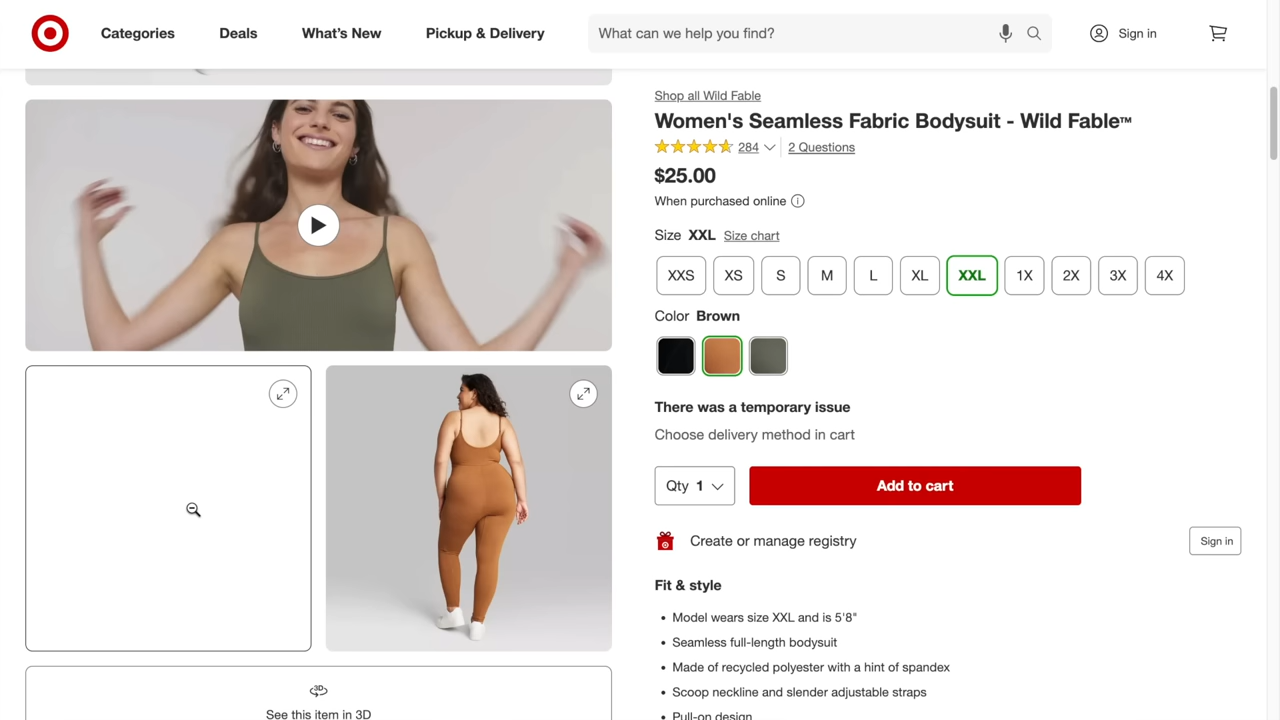 Categories
Deals
What's New
Pickup & Delivery
What can we help you find?
Sign in
Shop all Wild Fable
Women's Seamless Fabric Bodysuit - Wild Fable™
284
2 Questions
$25.00
When purchased online
Size XXL Size chart
XXS
XS
S
M
L
XL
XXL
1X
2X
3X
4X
Color Brown
There was a temporary issue
Choose delivery method in cart
Qty 1
Add to cart
Create or manage registry
Sign in
Fit & style
• Model wears size XXL and is 5'8"
• Seamless full-length bodysuit
• Made of recycled polyester with a hint of spandex
• Scoop neckline and slender adjustable straps
• Pull-on design
3D
See this item in 3D